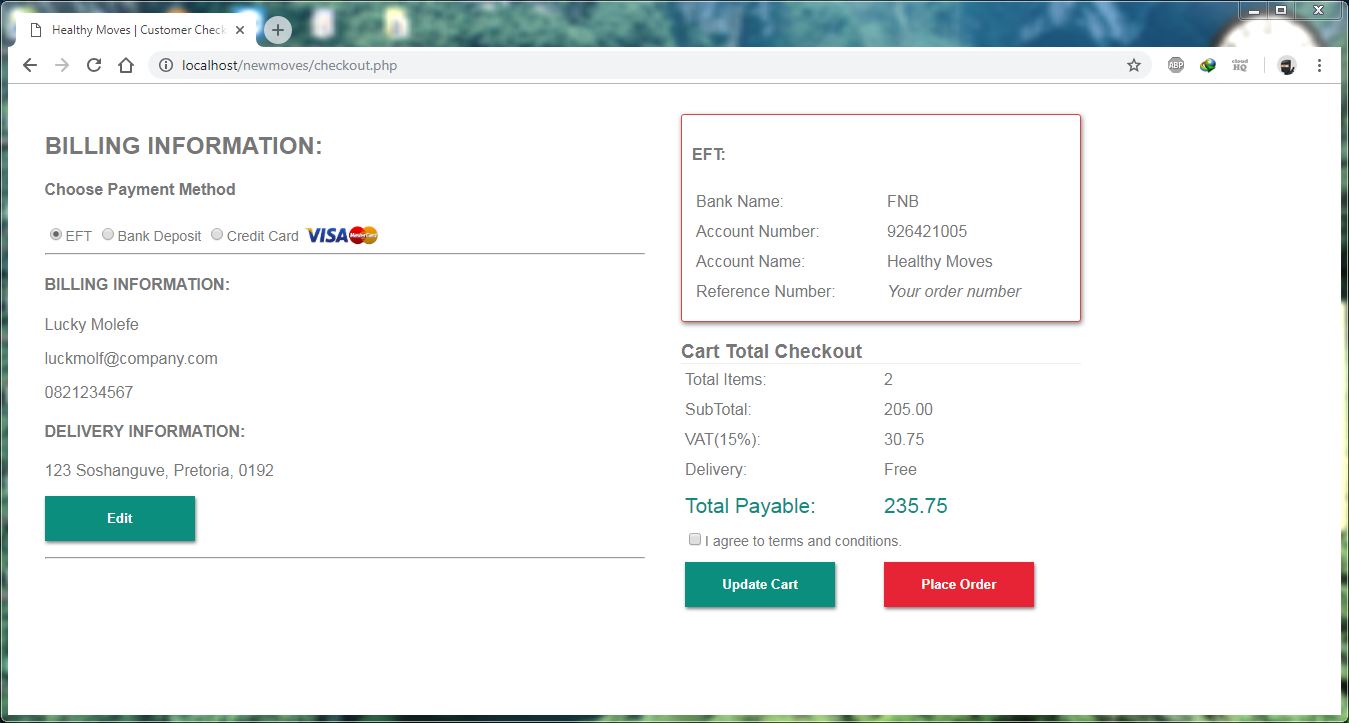 Healthy Moves | Customer Check
localhost/newmoves/checkout.php
ABP
cloud
HQ
BILLING INFORMATION:
Choose Payment Method
EFT Bank Deposit Credit Card VISA MasterCard
BILLING INFORMATION:
Lucky Molefe
luckmolf@company.com
0821234567
DELIVERY INFORMATION:
123 Soshanguve, Pretoria, 0192
Edit
EFT:
Bank Name: FNB
Account Number: 926421005
Account Name: Healthy Moves
Reference Number: Your order number
Cart Total Checkout
Total Items: 2
SubTotal: 205.00
VAT(15%): 30.75
Delivery: Free
Total Payable: 235.75
I agree to terms and conditions.
Update Cart Place Order